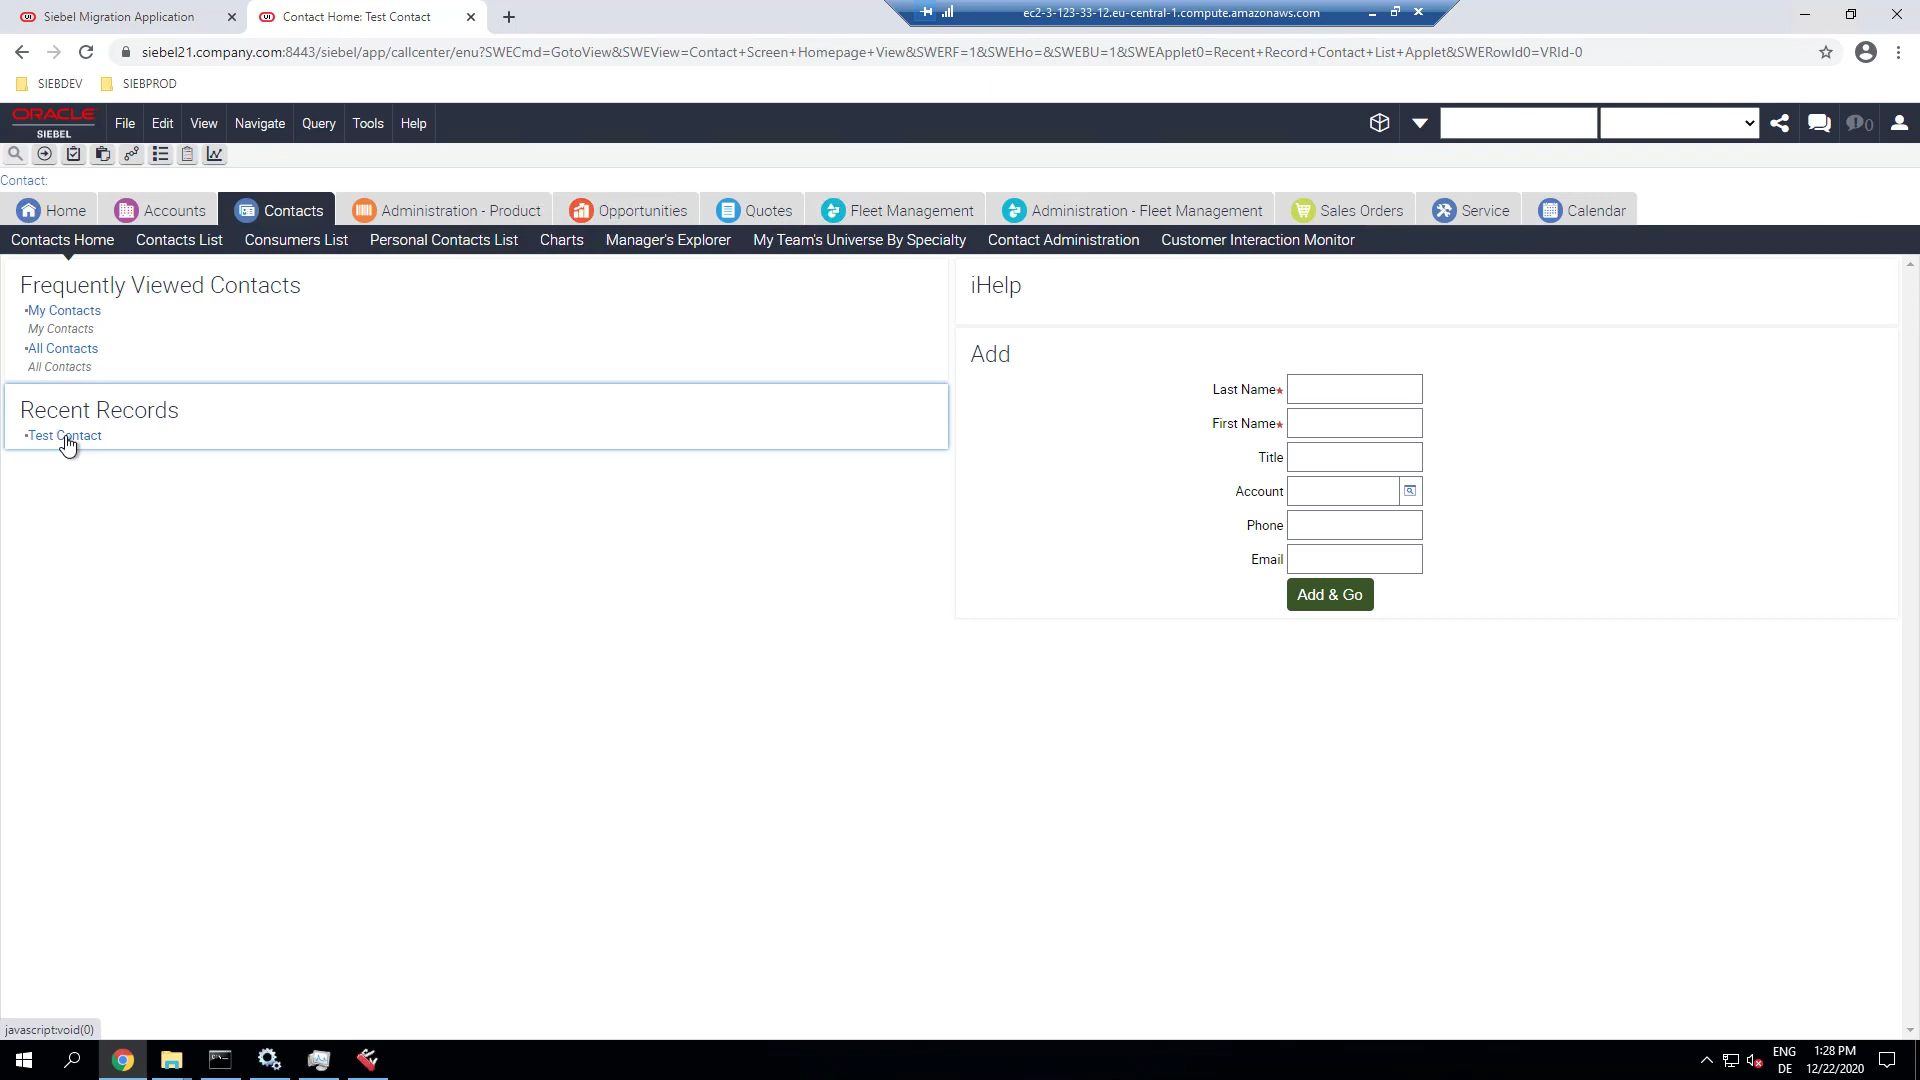 Siebel Migration Application
Contact Home: Test Contact
ec2-3-123-33-12.eu-central-1.compute.amazonaws.com
siebel21.company.com:8443/siebel/app/callcenter/enu?SWECmd=GotoView&SWEView=Contact+Screen+Homepage+View&SWERF=1&SWEHo=&SWEBU=1&SWEApplet0=Recent+Record+Contact+List+Applet&SWERowId0=VRId-0
SIEBDEV SIEBPROD
ORACLE
SIEBEL
File Edit View Navigate Query Tools Help
0
Contact:
Home Accounts Contacts Administration - Product Opportunities Quotes Fleet Management Administration - Fleet Management Sales Orders Service Calendar
Contacts Home Contacts List Consumers List Personal Contacts List Charts Manager's Explorer My Team's Universe By Specialty Contact Administration Customer Interaction Monitor
Frequently Viewed Contacts
My Contacts
My Contacts
All Contacts
All Contacts
Recent Records
Test Contact
iHelp
Add
Last Name*
First Name*
Title
Account
Phone
Email
Add & Go
javascript:void(0)
ENG
DE
1:28 PM
12/22/2020